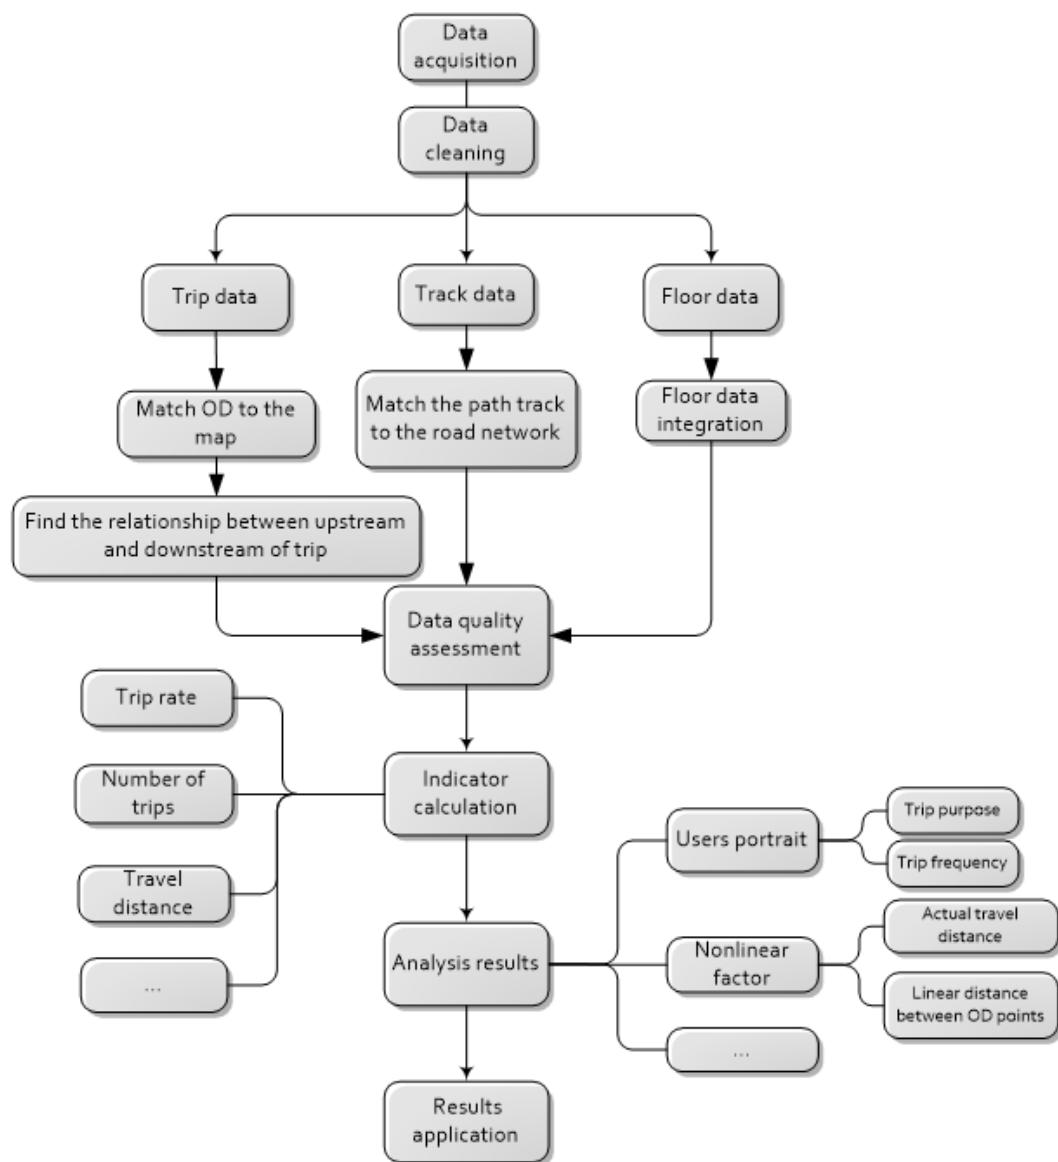 Data
acquisition
Data
cleaning
Trip data
Track data
Floor data
Match OD to the
map
Match the path track
to the road network
Floor data
integration
Find the relationship between upstream
and downstream of trip
Data quality
assessment
Trip rate
Number of
trips
Travel
distance
...
Indicator
calculation
Users portrait
Trip purpose
Trip frequency
Analysis results
Nonlinear
factor
Actual travel
distance
Linear distance
between OD points
...
Results
application